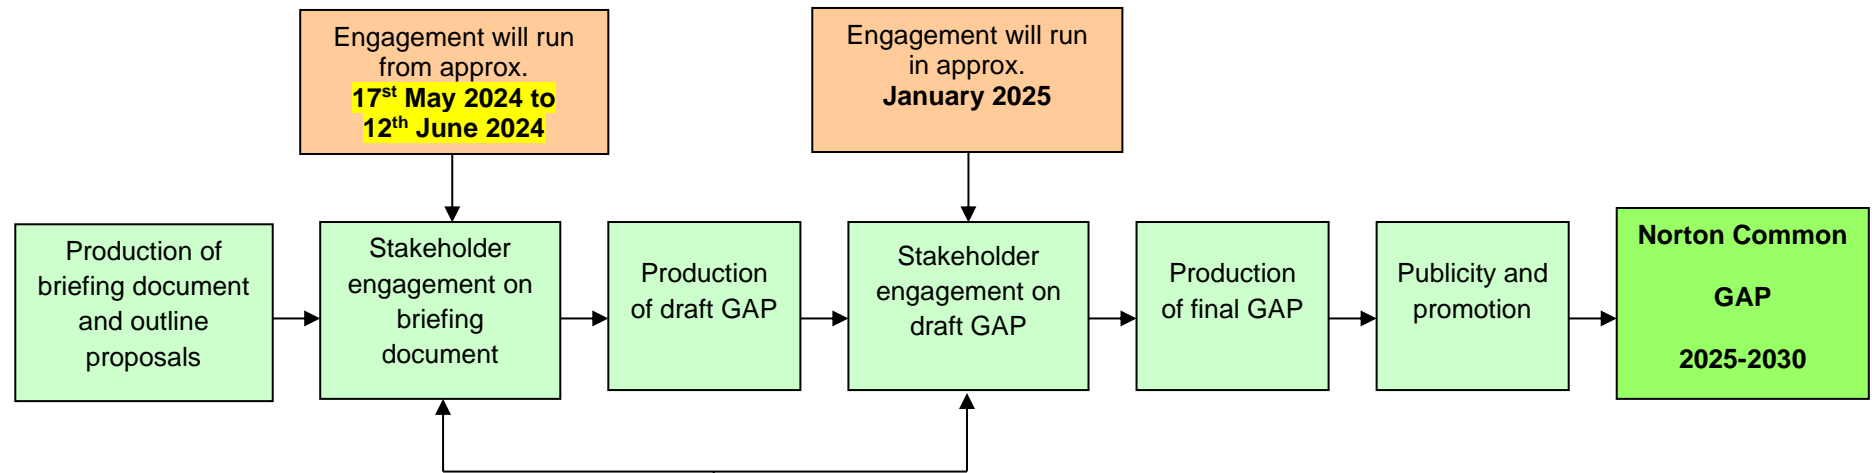 Engagement will run
from approx.
17st May 2024 to
12th June 2024
Engagement will run
in approx.
January 2025
Production of
briefing document
and outline
proposals
Stakeholder
engagement on
briefing
document
Production
of draft GAP
Stakeholder
engagement on
draft GAP
Production
of final GAP
Publicity and
promotion
Norton Common
GAP
2025-2030